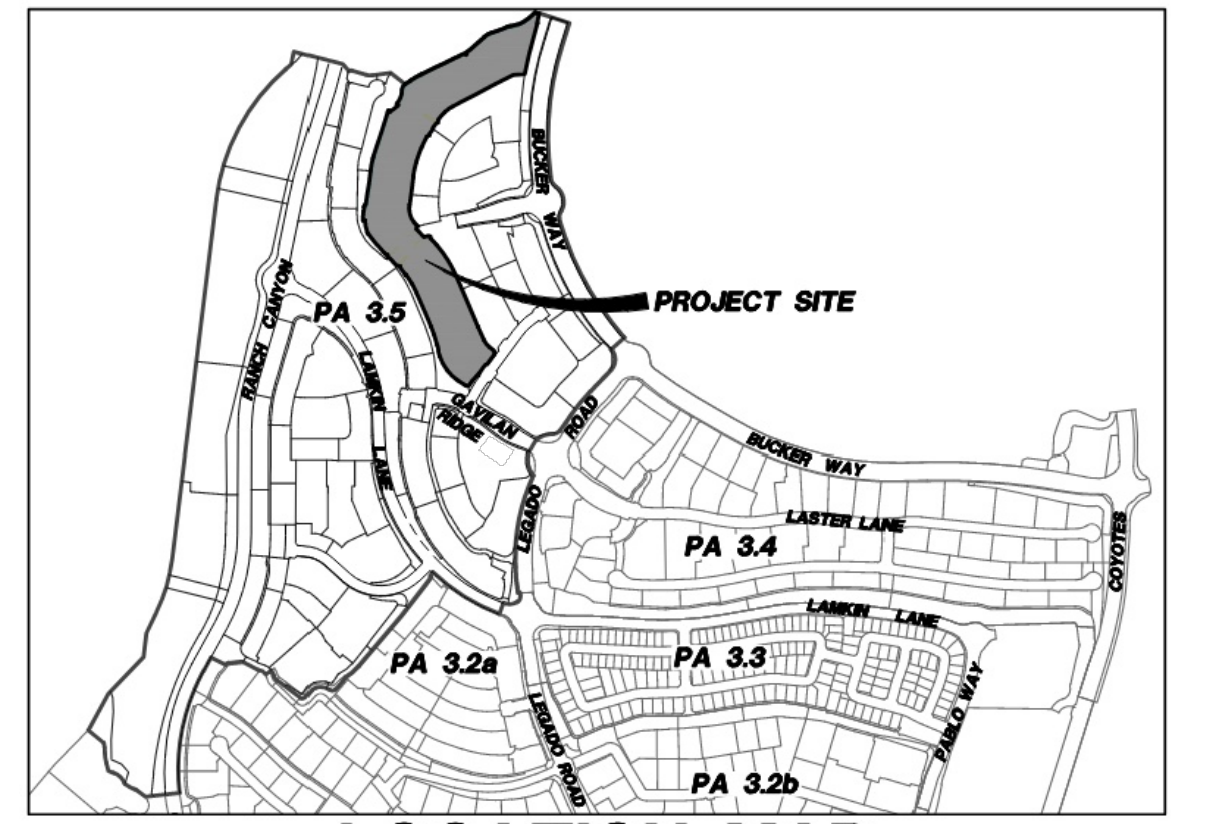 BUCKER WAY
PROJECT SITE
RANCH CANYON
PA 3.5
LAMKIN LANE
GAVILAN
RIDGE
LEGADO ROAD
BUCKER WAY
LASTER LANE
PA 3.4
COYOTES
LAMKIN LANE
PA 3.3
PA 3.2a
LEGADO ROAD
PABLO WAY
PA 3.2b